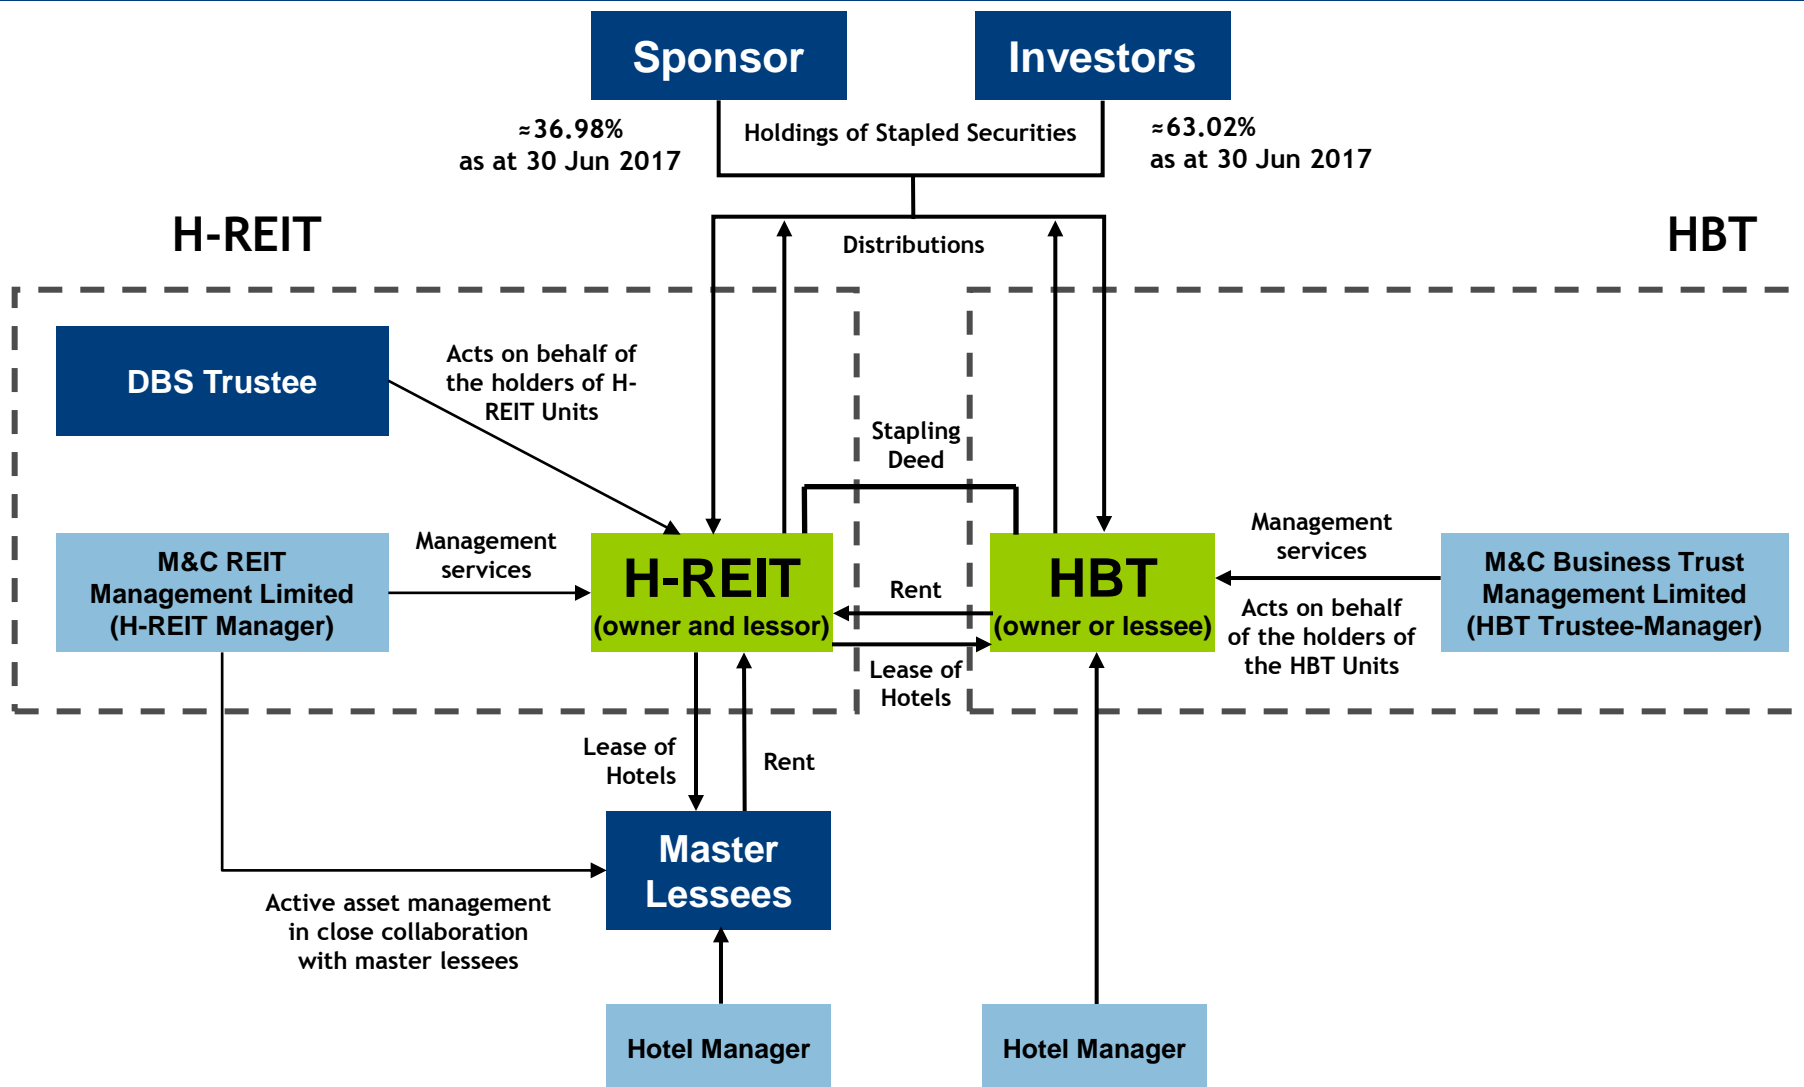 Sponsor
Investors
≈36.98%
as at 30 Jun 2017
Holdings of Stapled Securities
≈63.02%
as at 30 Jun 2017
H-REIT
HBT
Distributions
DBS Trustee
Acts on behalf of
the holders of H-
REIT Units
Stapling
Deed
M&C REIT
Management Limited
(H-REIT Manager)
Management
services
H-REIT
(owner and lessor)
Rent
Lease of
Hotels
HBT
(owner or lessee)
Management
services
Acts on behalf
of the holders of
the HBT Units
M&C Business Trust
Management Limited
(HBT Trustee-Manager)
Lease of
Hotels
Rent
Master
Lessees
Active asset management
in close collaboration
with master lessees
Hotel Manager
Hotel Manager